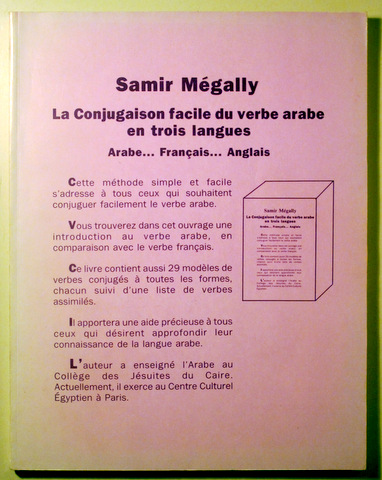 Samir Mégally
La Conjugaison facile du verbe arabe
en trois langues
Arabe... Français... Anglais
Cette méthode simple et facile
s'adresse à tous ceux qui souhaitent
conjuguer facilement le verbe arabe.
Vous trouverez dans cet ouvrage une
introduction au verbe arabe, en
comparaison avec le verbe français.
Ce livre contient aussi 29 modèles de
verbes conjugés à toutes les formes,
chacun suivi d'une liste de verbes
assimilés.
Il apportera une aide précieuse à tous
ceux qui désirent approfondir leur
connaissance de la langue arabe.
L'auteur a enseigné l'Arabe au
Collège des Jésuites du Caire.
Actuellement, il exerce au Centre Culturel
Égyptien à Paris.
Samir Mégally
La Conjugaison facile du verbe arabe
en trois langues
Arabe... Français... Anglais